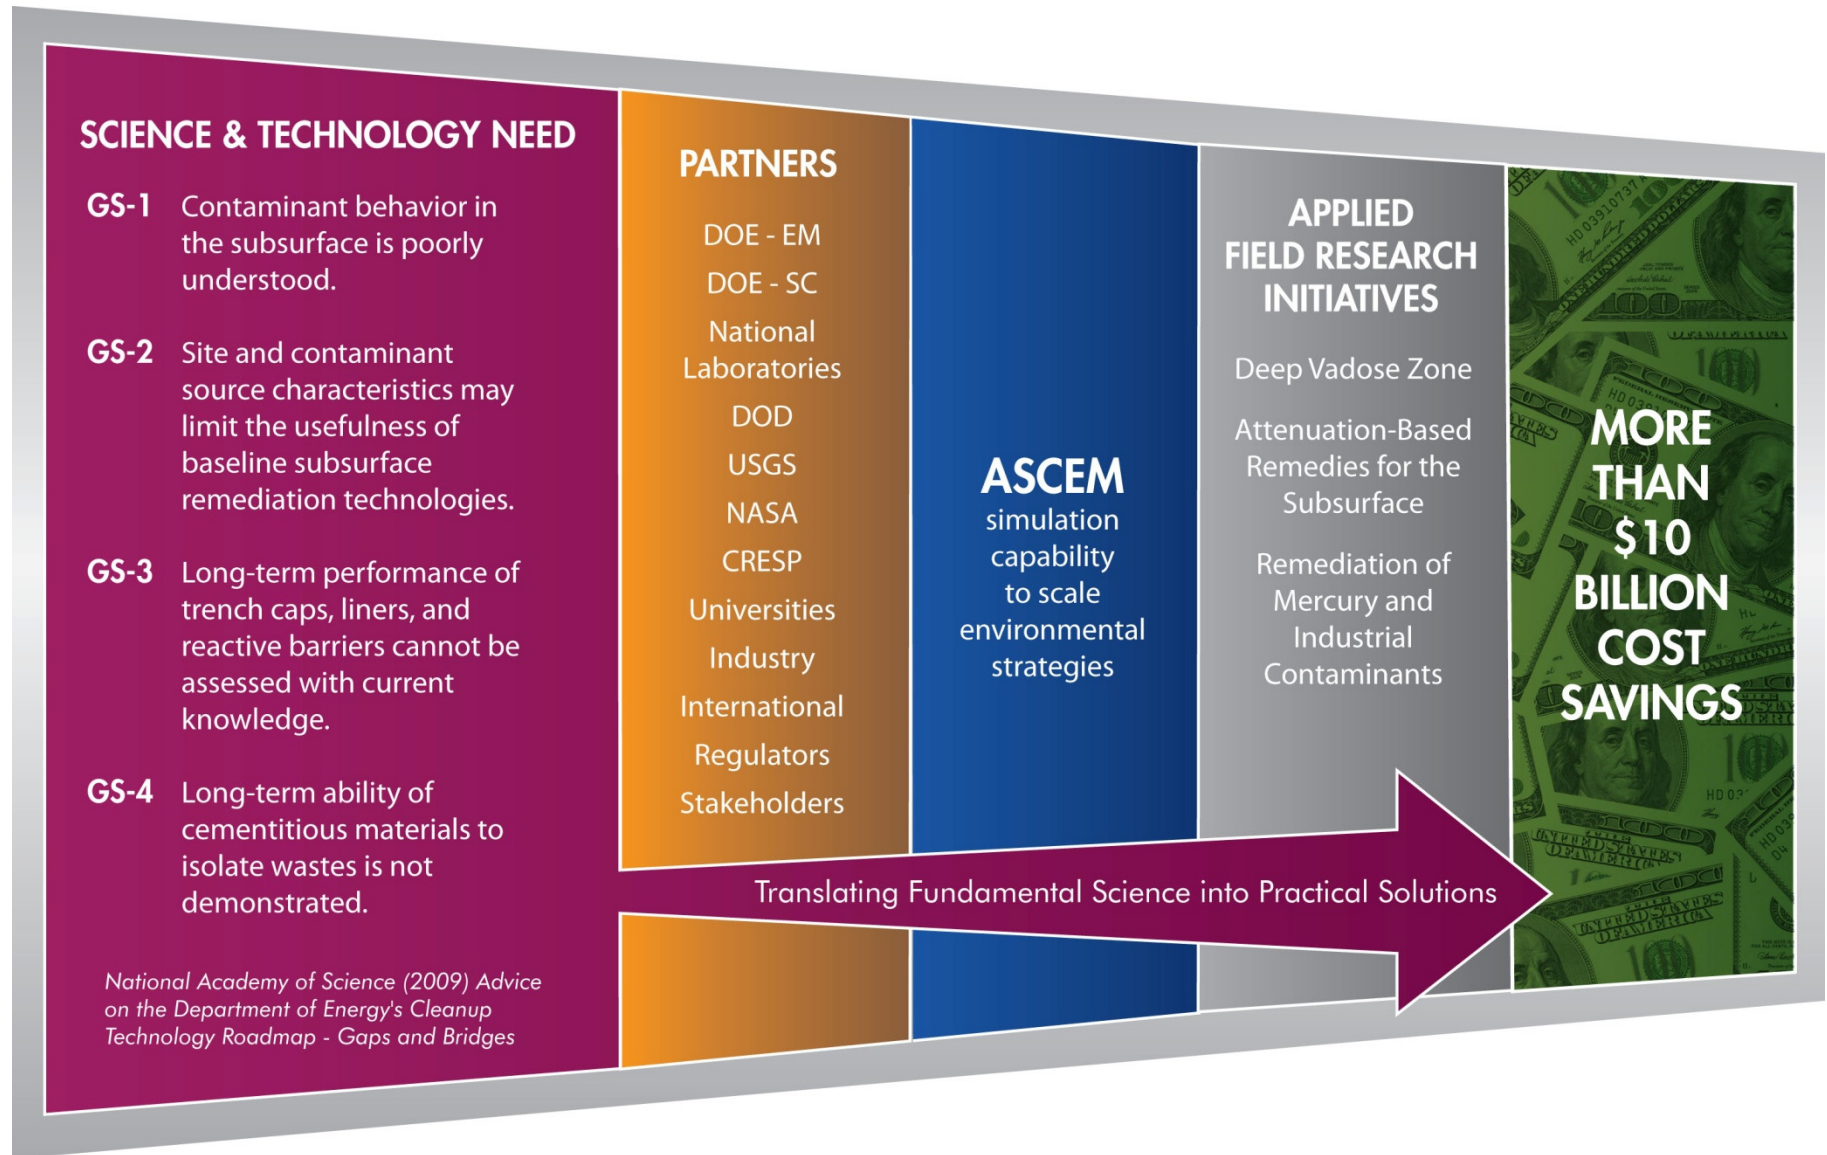 SCIENCE & TECHNOLOGY NEED
GS-1 Contaminant behavior in
the subsurface is poorly
understood.
GS-2 Site and contaminant
source characteristics may
limit the usefulness of
baseline subsurface
remediation technologies.
GS-3 Long-term performance of
trench caps, liners, and
reactive barriers cannot be
assessed with current
knowledge.
GS-4 Long-term ability of
cementitious materials to
isolate wastes is not
demonstrated.
National Academy of Science (2009) Advice
on the Department of Energy's Cleanup
Technology Roadmap - Gaps and Bridges
PARTNERS
DOE - EM
DOE - SC
National
Laboratories
DOD
USGS
NASA
CRESP
Universities
Industry
International
Regulators
Stakeholders
ASCEM
simulation
capability
to scale
environmental
strategies
APPLIED
FIELD RESEARCH
INITIATIVES
Deep Vadose Zone
Attenuation-Based
Remedies for the
Subsurface
Remediation of
Mercury and
Industrial
Contaminants
MORE
THAN
$10
BILLION
COST
SAVINGS
Translating Fundamental Science into Practical Solutions